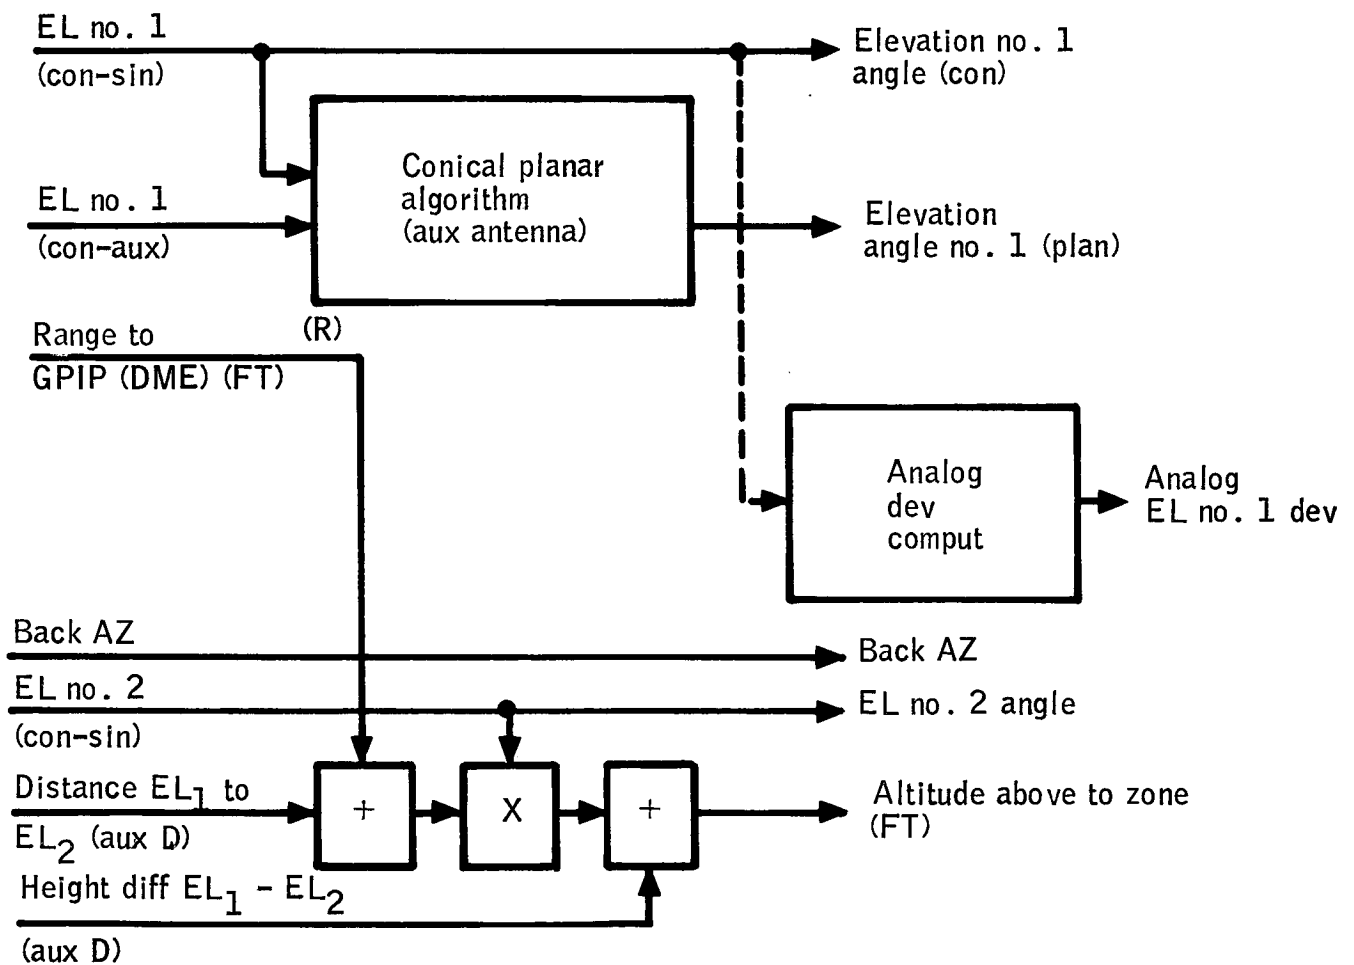 EL no. 1
(con-sin)
Elevation no. 1
angle (con)
Conical planar
algorithm
(aux antenna)
EL no. 1
(con-aux)
Elevation
angle no. 1 (plan)
(R)
Range to
GPIP (DME) (FT)
Analog
dev
comput
Analog
EL no. 1 dev
Back AZ
Back AZ
EL no. 2
(con-sin)
EL no. 2 angle
Distance EL1 to
EL2 (aux D)
+
X
+
Altitude above to zone
(FT)
Height diff EL1 - EL2
(aux D)